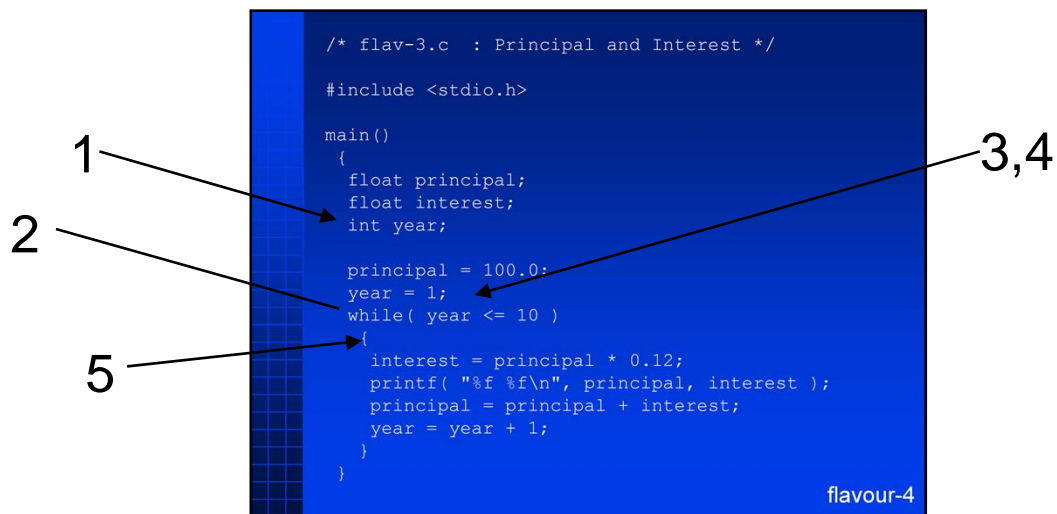 /* flav-3.c : Principal and Interest */
#include <stdio.h>
main()
{
float principal;
float interest;
int year;
principal = 100.0;
year = 1;
while( year <= 10 )
{
interest = principal * 0.12;
printf( "%f %f\n", principal, interest );
principal = principal + interest;
year = year + 1;
}
}
flavour-4
1
2
3,4
5